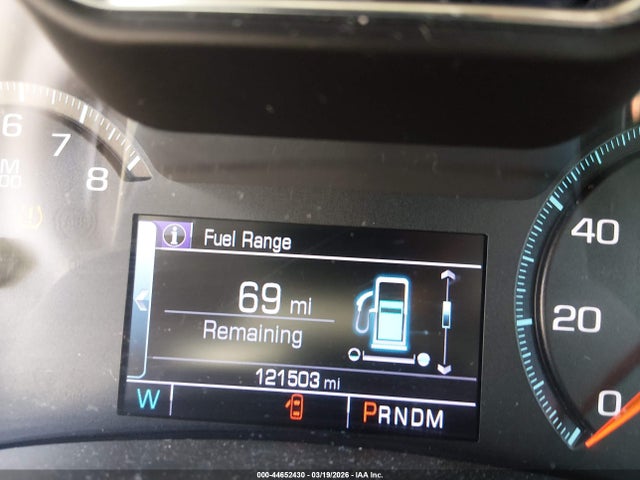 6
7
8
Fuel Range
69 mi
Remaining
121503 mi
W
PRNDM
40
20
0
000-44652430 - 03/19/2026 - IAA Inc.